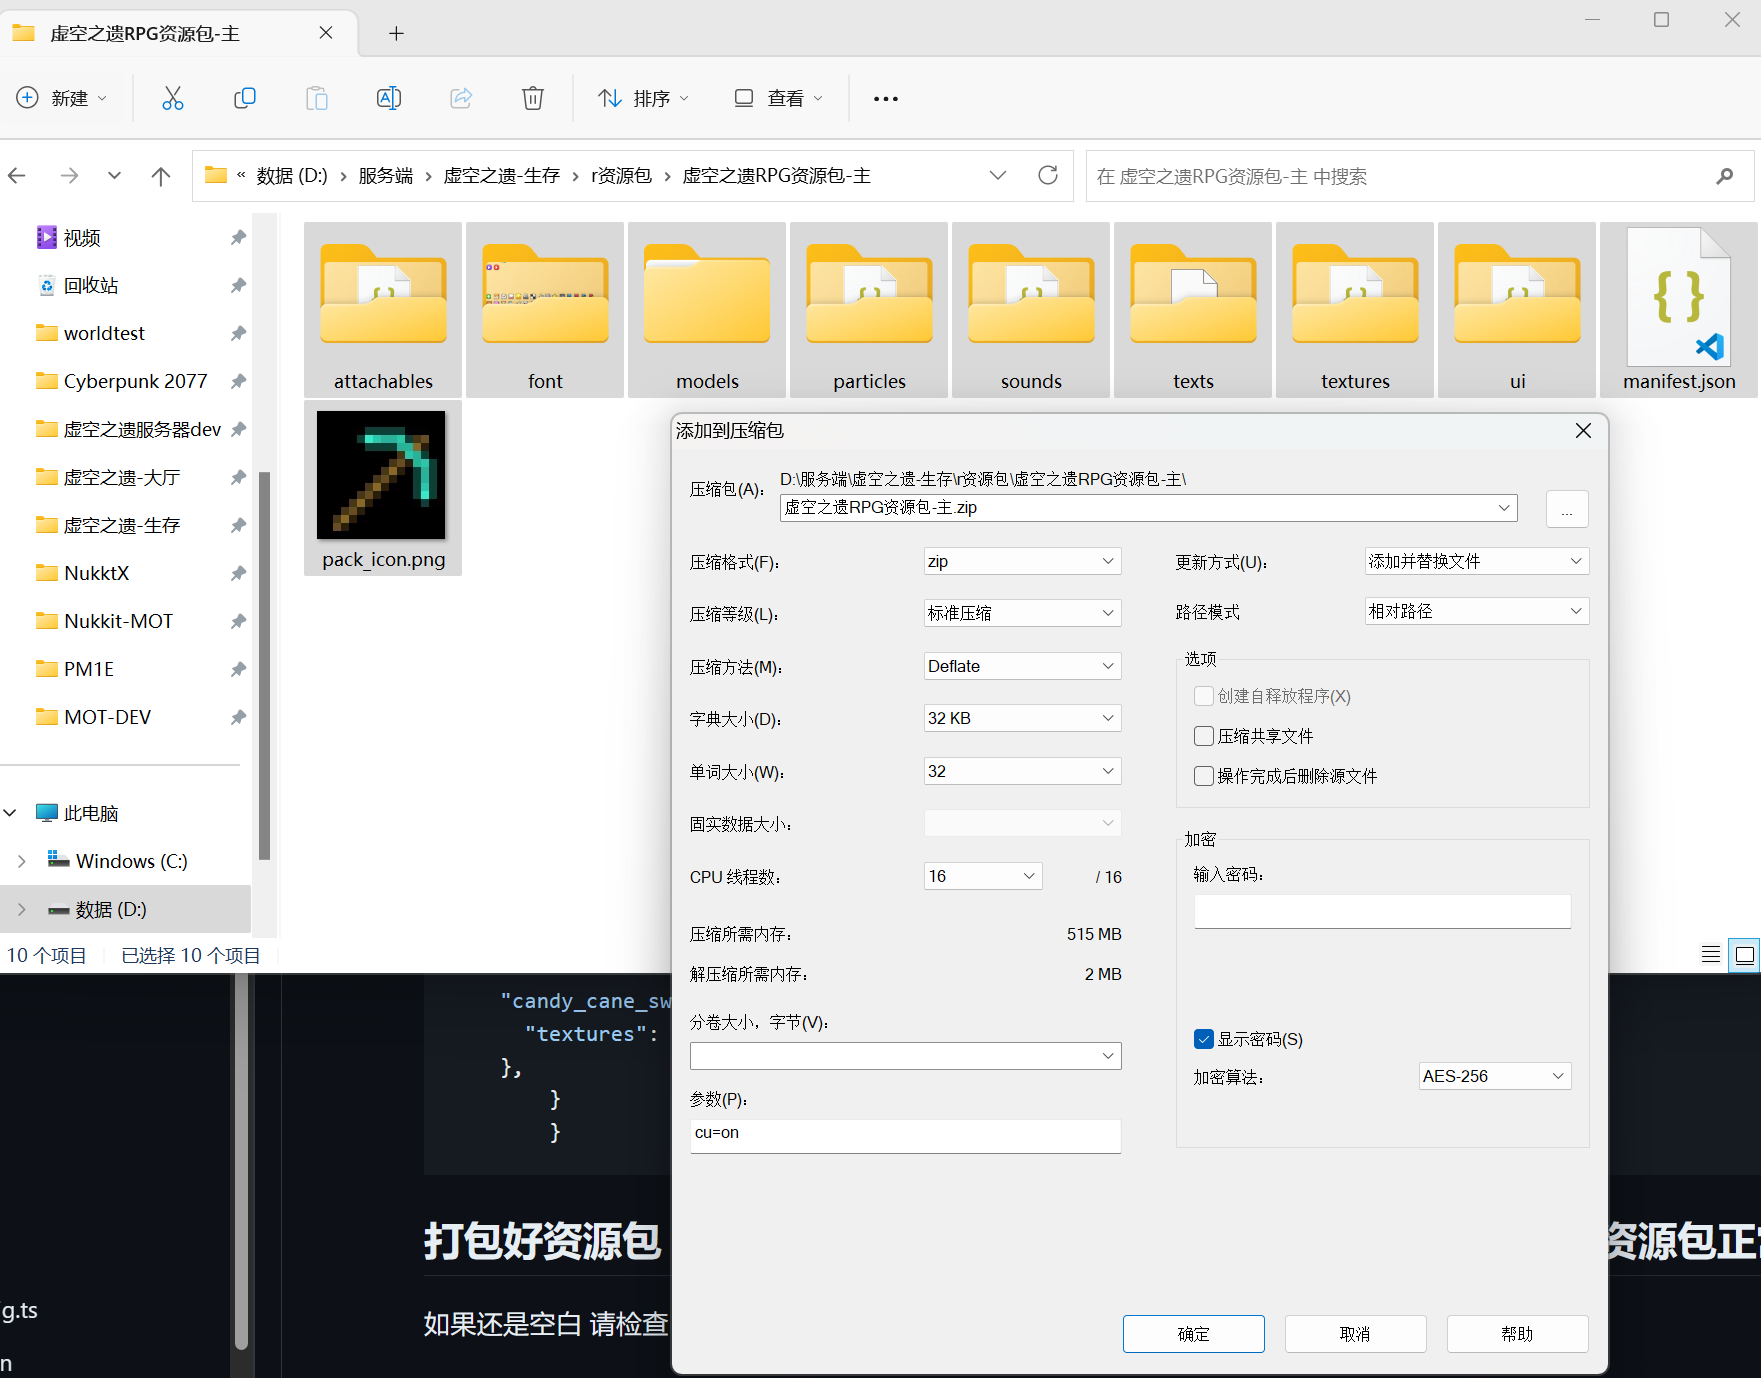 虚空之遗RPG资源包-主
新建
排序
查看
« 数据 (D:) › 服务端 › 虚空之遗-生存 › r资源包 › 虚空之遗RPG资源包-主
在 虚空之遗RPG资源包-主 中搜索
视频
回收站
worldtest
Cyberpunk 2077
虚空之遗服务器dev
虚空之遗-大厅
虚空之遗-生存
NukktX
Nukkit-MOT
PM1E
MOT-DEV
此电脑
Windows (C:)
数据 (D:)
10 个项目
已选择 10 个项目
attachables
font
models
particles
sounds
texts
textures
ui
manifest.json
pack_icon.png
添加到压缩包
压缩包(A):
D:\服务端\虚空之遗-生存\r资源包\虚空之遗RPG资源包-主\
虚空之遗RPG资源包-主.zip
...
压缩格式(F):
zip
压缩等级(L):
标准压缩
压缩方法(M):
Deflate
字典大小(D):
32 KB
单词大小(W):
32
固实数据大小:
CPU 线程数:
16
/ 16
压缩所需内存:
515 MB
解压缩所需内存:
2 MB
分卷大小，字节(V):
参数(P):
cu=on
更新方式(U):
添加并替换文件
路径模式
相对路径
选项
创建自释放程序(X)
压缩共享文件
操作完成后删除源文件
加密
输入密码:
显示密码(S)
加密算法:
AES-256
确定
取消
帮助
"candy_cane_sw
"textures":
},
}
}
打包好资源包
资源包正
如果还是空白 请检查
g.ts
n